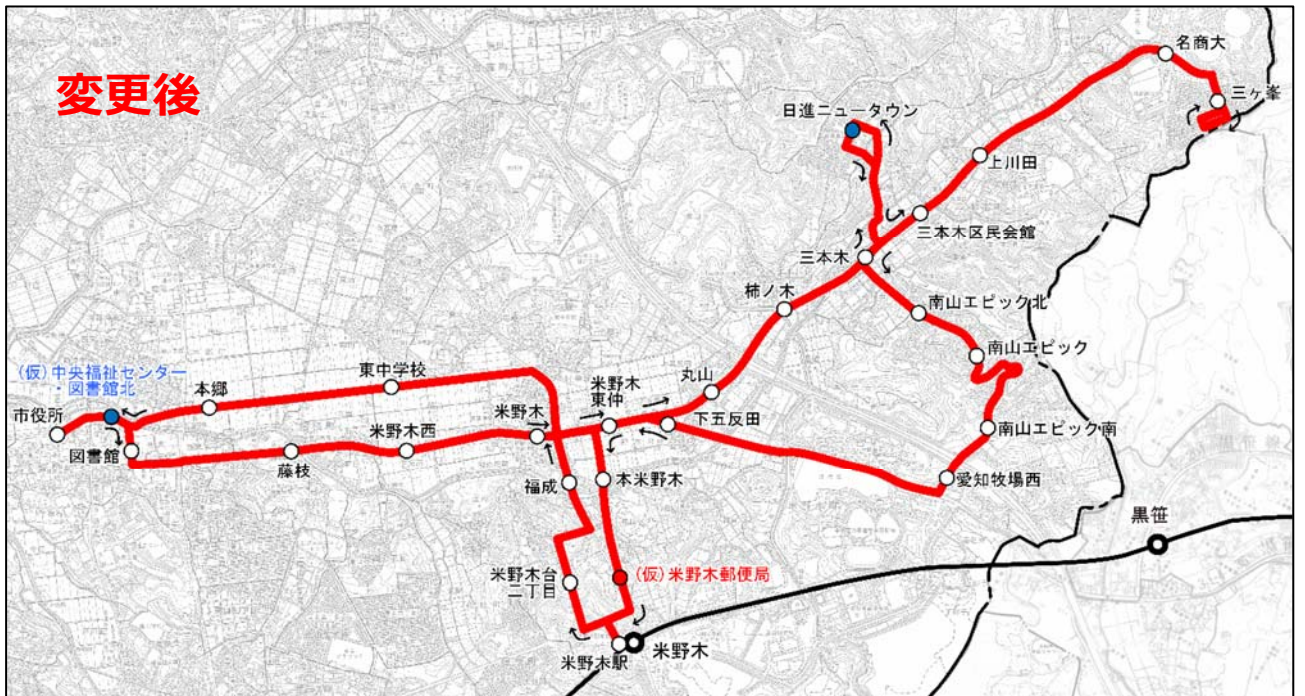 変更後
名商大
三ヶ峯
日進ニュータウン
上川田
三本木区民会館
三本木
柿ノ木
南山エピック北
南山エピック
丸山
東中学校
(仮)中央福祉センター
・図書館北
本郷
米野木
東仲
市役所
下五反田
米野木
米野木西
南山エピック南
図書館
藤枝
本米野木
福成
愛知牧場西
黒笹
米野木台
二丁目
(仮)米野木郵便局
米野木駅
米野木